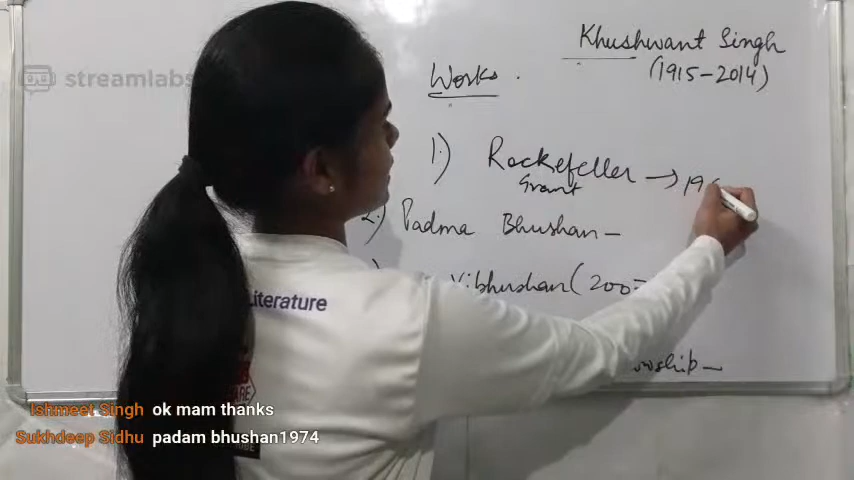 streamlabs
Khushwant Singh
(1915-2014)
Works
1.) Rockefeller → 19
Grant
2.) Padma Bhushan –
Vibhushan (200
Literature
Ishmeet Singh ok mam thanks
Sukhdeep Sidhu padam bhushan1974